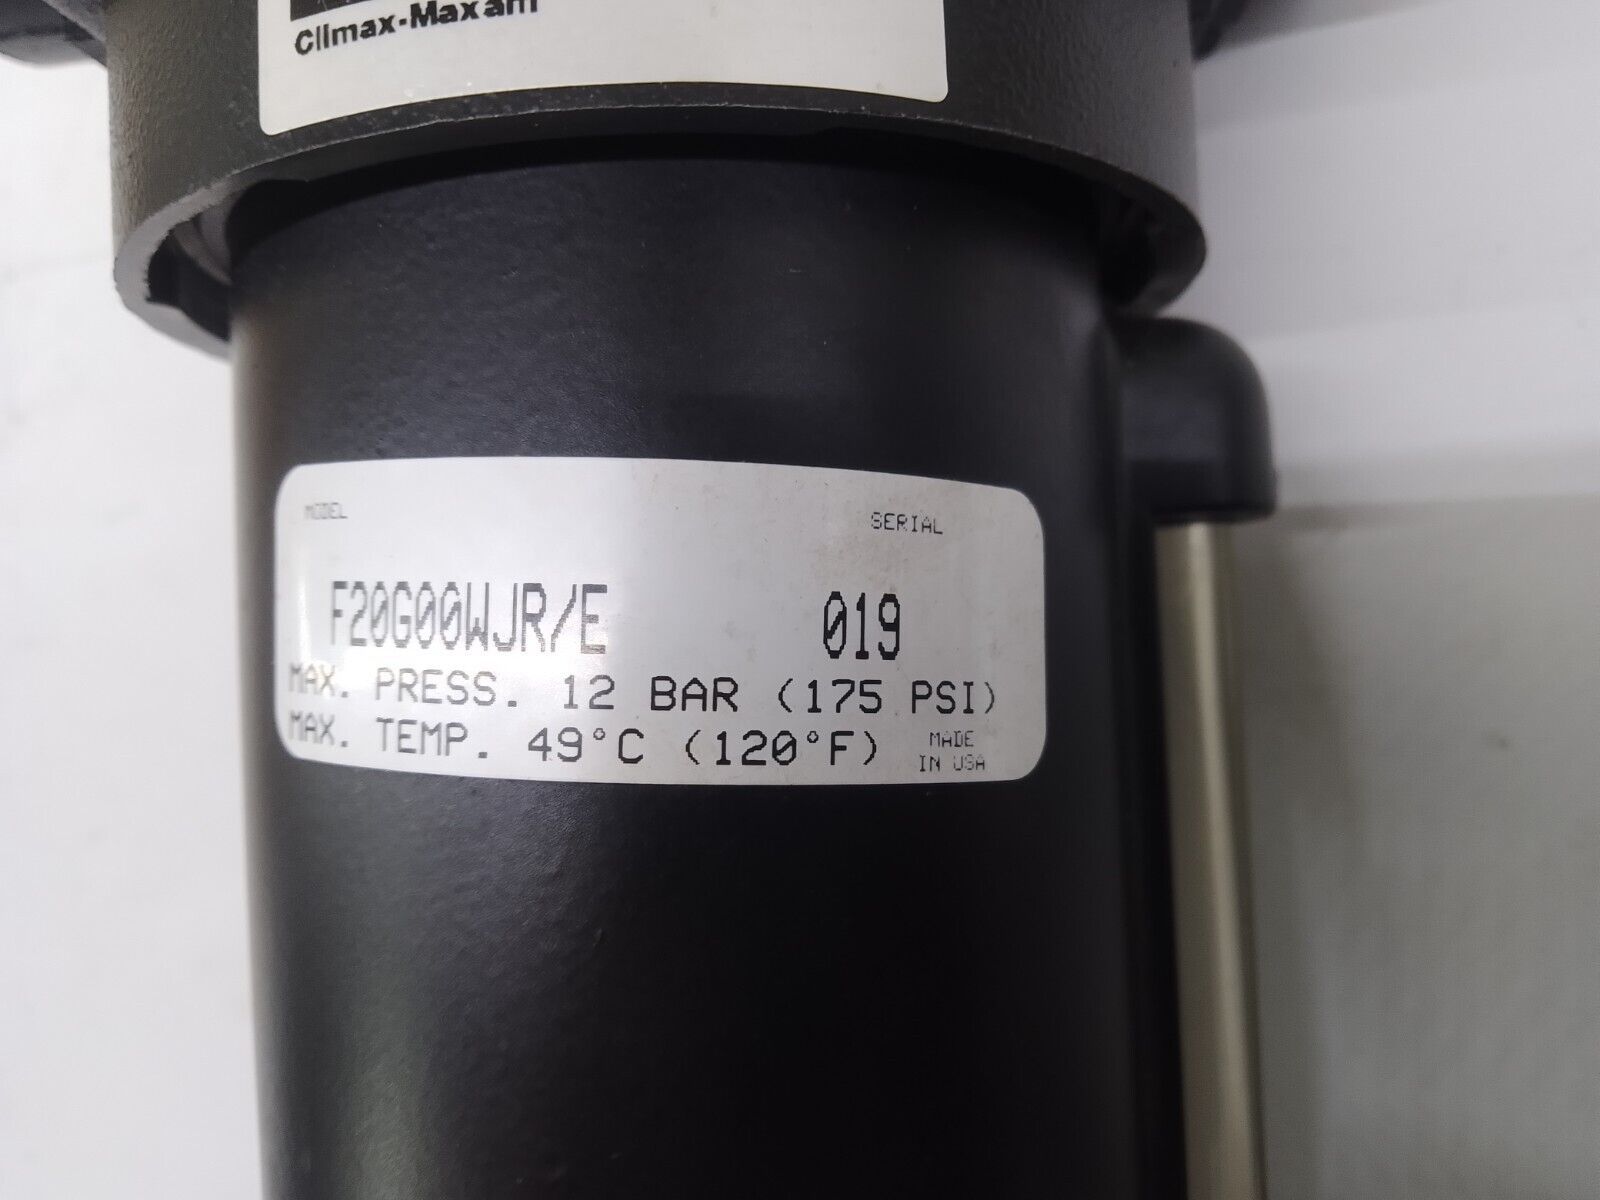 Climax-Maxam
MODEL SERIAL
F20G00WJR/E 019
MAX. PRESS. 12 BAR (175 PSI)
MAX. TEMP. 49°C (120°F) MADE
IN USA